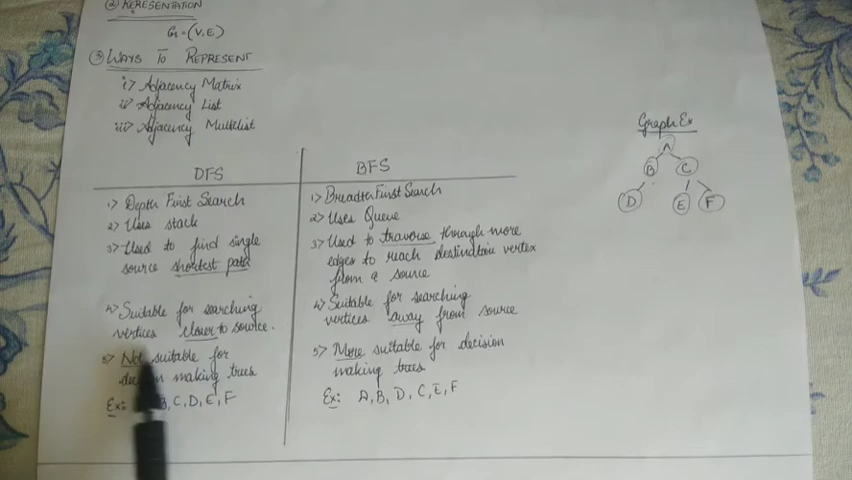 ② REPRESENTATION
G = (V,E)
③ WAYS TO REPRESENT
i) Adjacency Matrix
ii) Adjacency List
iii) Adjacency Multilist
DFS
1) Depth First Search
2) Uses stack
3) Used to find single
source shortest path
4) Suitable for searching
vertices closer to source.
5) Not suitable for
making trees
Ex: B, C, D, E, F
BFS
1) Breadth First Search
2) Uses Queue
3) Used to traverse through more
edges to reach destination vertex
from a source
4) Suitable for searching
vertices away from source
5) More suitable for decision
making trees
Ex: A, B, D, C, E, F
Graph Ex
A
B C
D E F